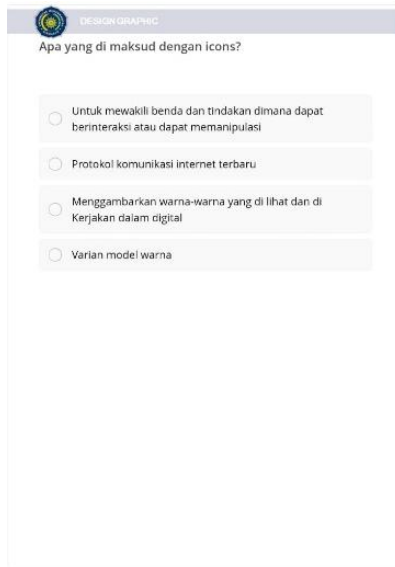 DESIGN GRAPHIC
Apa yang di maksud dengan icons?
Untuk mewakili benda dan tindakan dimana dapat
berinteraksi atau dapat memanipulasi
Protokol komunikasi internet terbaru
Menggambarkan warna-warna yang di lihat dan di
Kerjakan dalam digital
Varian model warna